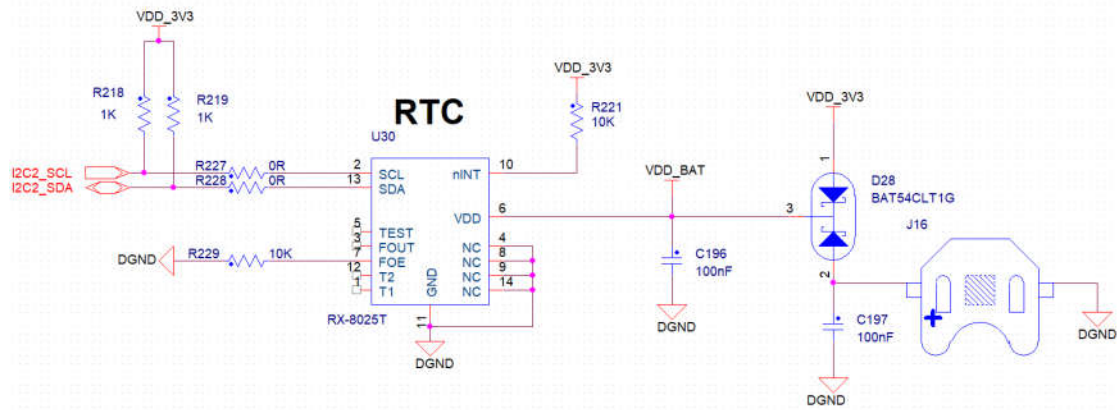 VDD_3V3
R218
1K
R219
1K
I2C2_SCL
I2C2_SDA
R227 0R
R228 0R
DGND
R229 10K
RTC
U30
2 SCL
13 SDA
5 TEST
3 FOUT
7 FOE
12 T2
1 T1
nINT 10
VDD 6
NC 4
NC 8
NC 9
NC 14
GND
11
RX-8025T
DGND
VDD_3V3
R221
10K
VDD_BAT
C196
100nF
DGND
VDD_3V3
1
3
2
D28
BAT54CLT1G
J16
C197
100nF
DGND
+
DGND